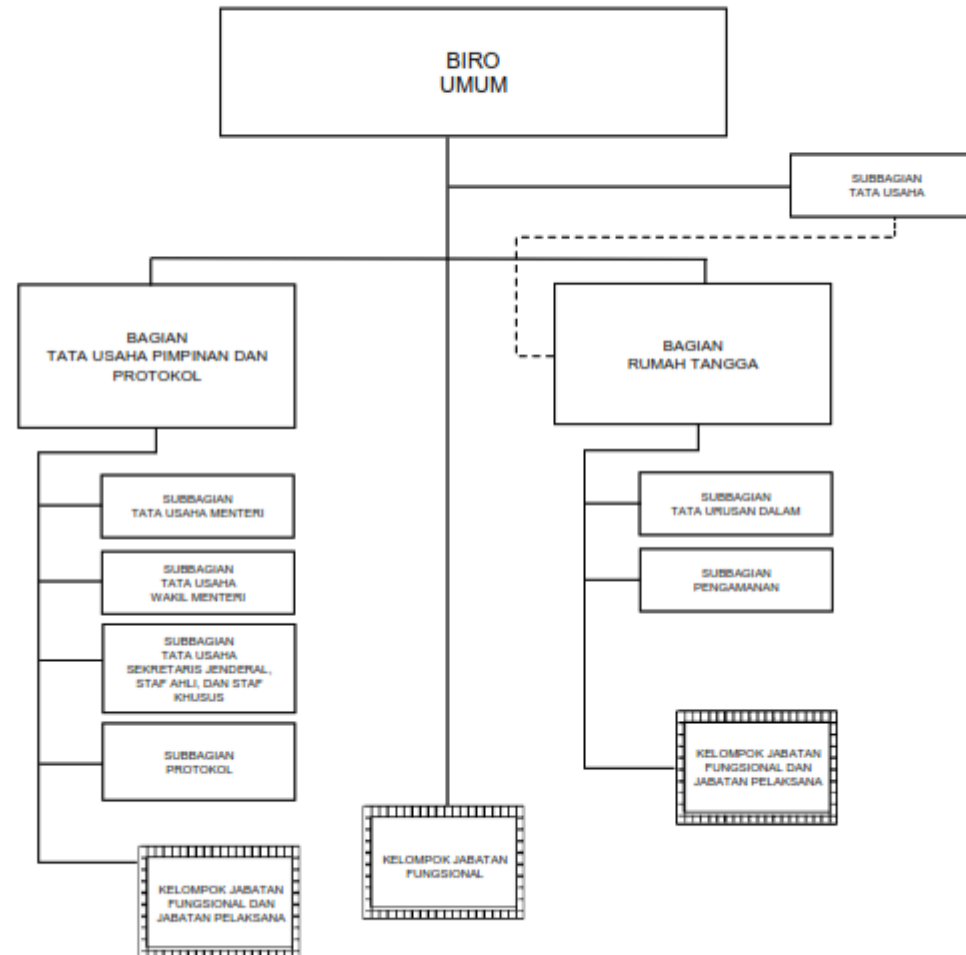 BIRO
UMUM
SUBBAGIAN
TATA USAHA
BAGIAN
TATA USAHA PIMPINAN DAN
PROTOKOL
BAGIAN
RUMAH TANGGA
SUBBAGIAN
TATA USAHA MENTERI
SUBBAGIAN
TATA USAHA
WAKIL MENTERI
SUBBAGIAN
TATA USAHA
SEKRETARIS JENDERAL,
STAF AHLI, DAN STAF
KHUSUS
SUBBAGIAN
PROTOKOL
KELOMPOK JABATAN
FUNGSIONAL DAN
JABATAN PELAKSANA
KELOMPOK JABATAN
FUNGSIONAL
SUBBAGIAN
TATA URUSAN DALAM
SUBBAGIAN
PENGAMANAN
KELOMPOK JABATAN
FUNGSIONAL DAN
JABATAN PELAKSANA